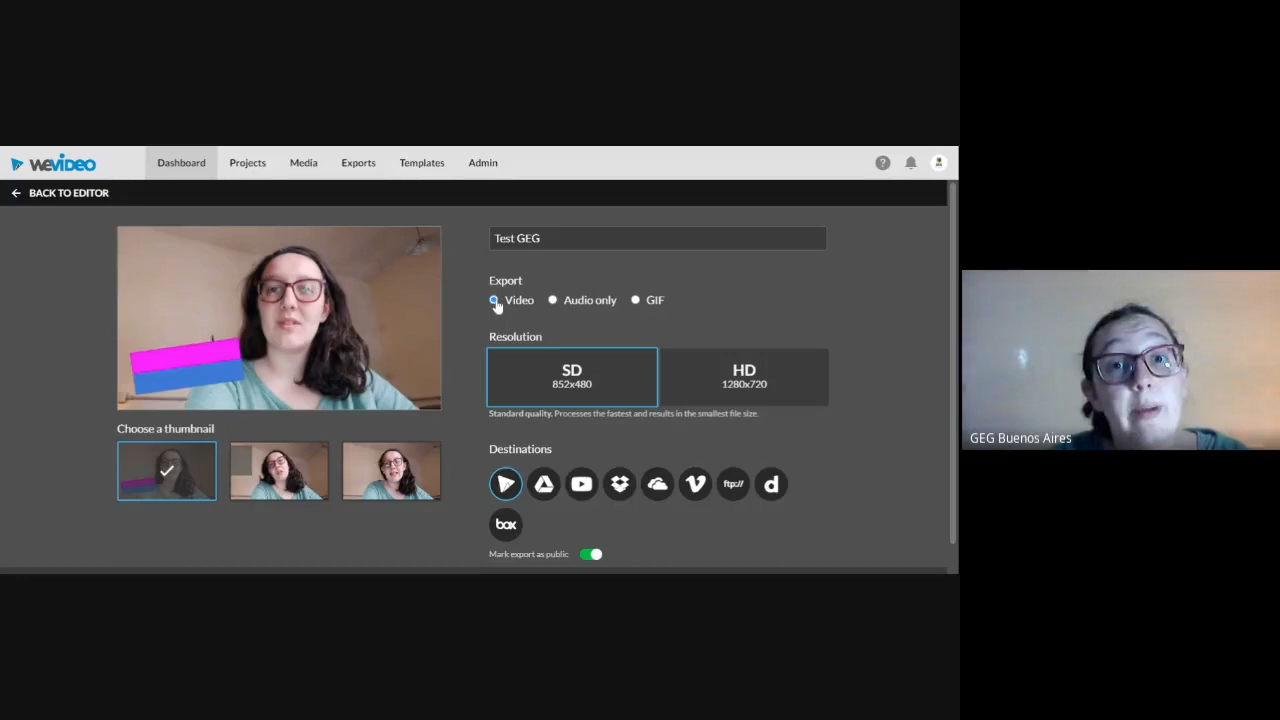 wevideo
Dashboard
Projects
Media
Exports
Templates
Admin
?
BACK TO EDITOR
Test GEG
Export
Video
Audio only
GIF
Resolution
SD
852x480
HD
1280x720
Standard quality. Processes the fastest and results in the smallest file size.
Choose a thumbnail
Destinations
ftp://
d
box
Mark export as public
GEG Buenos Aires